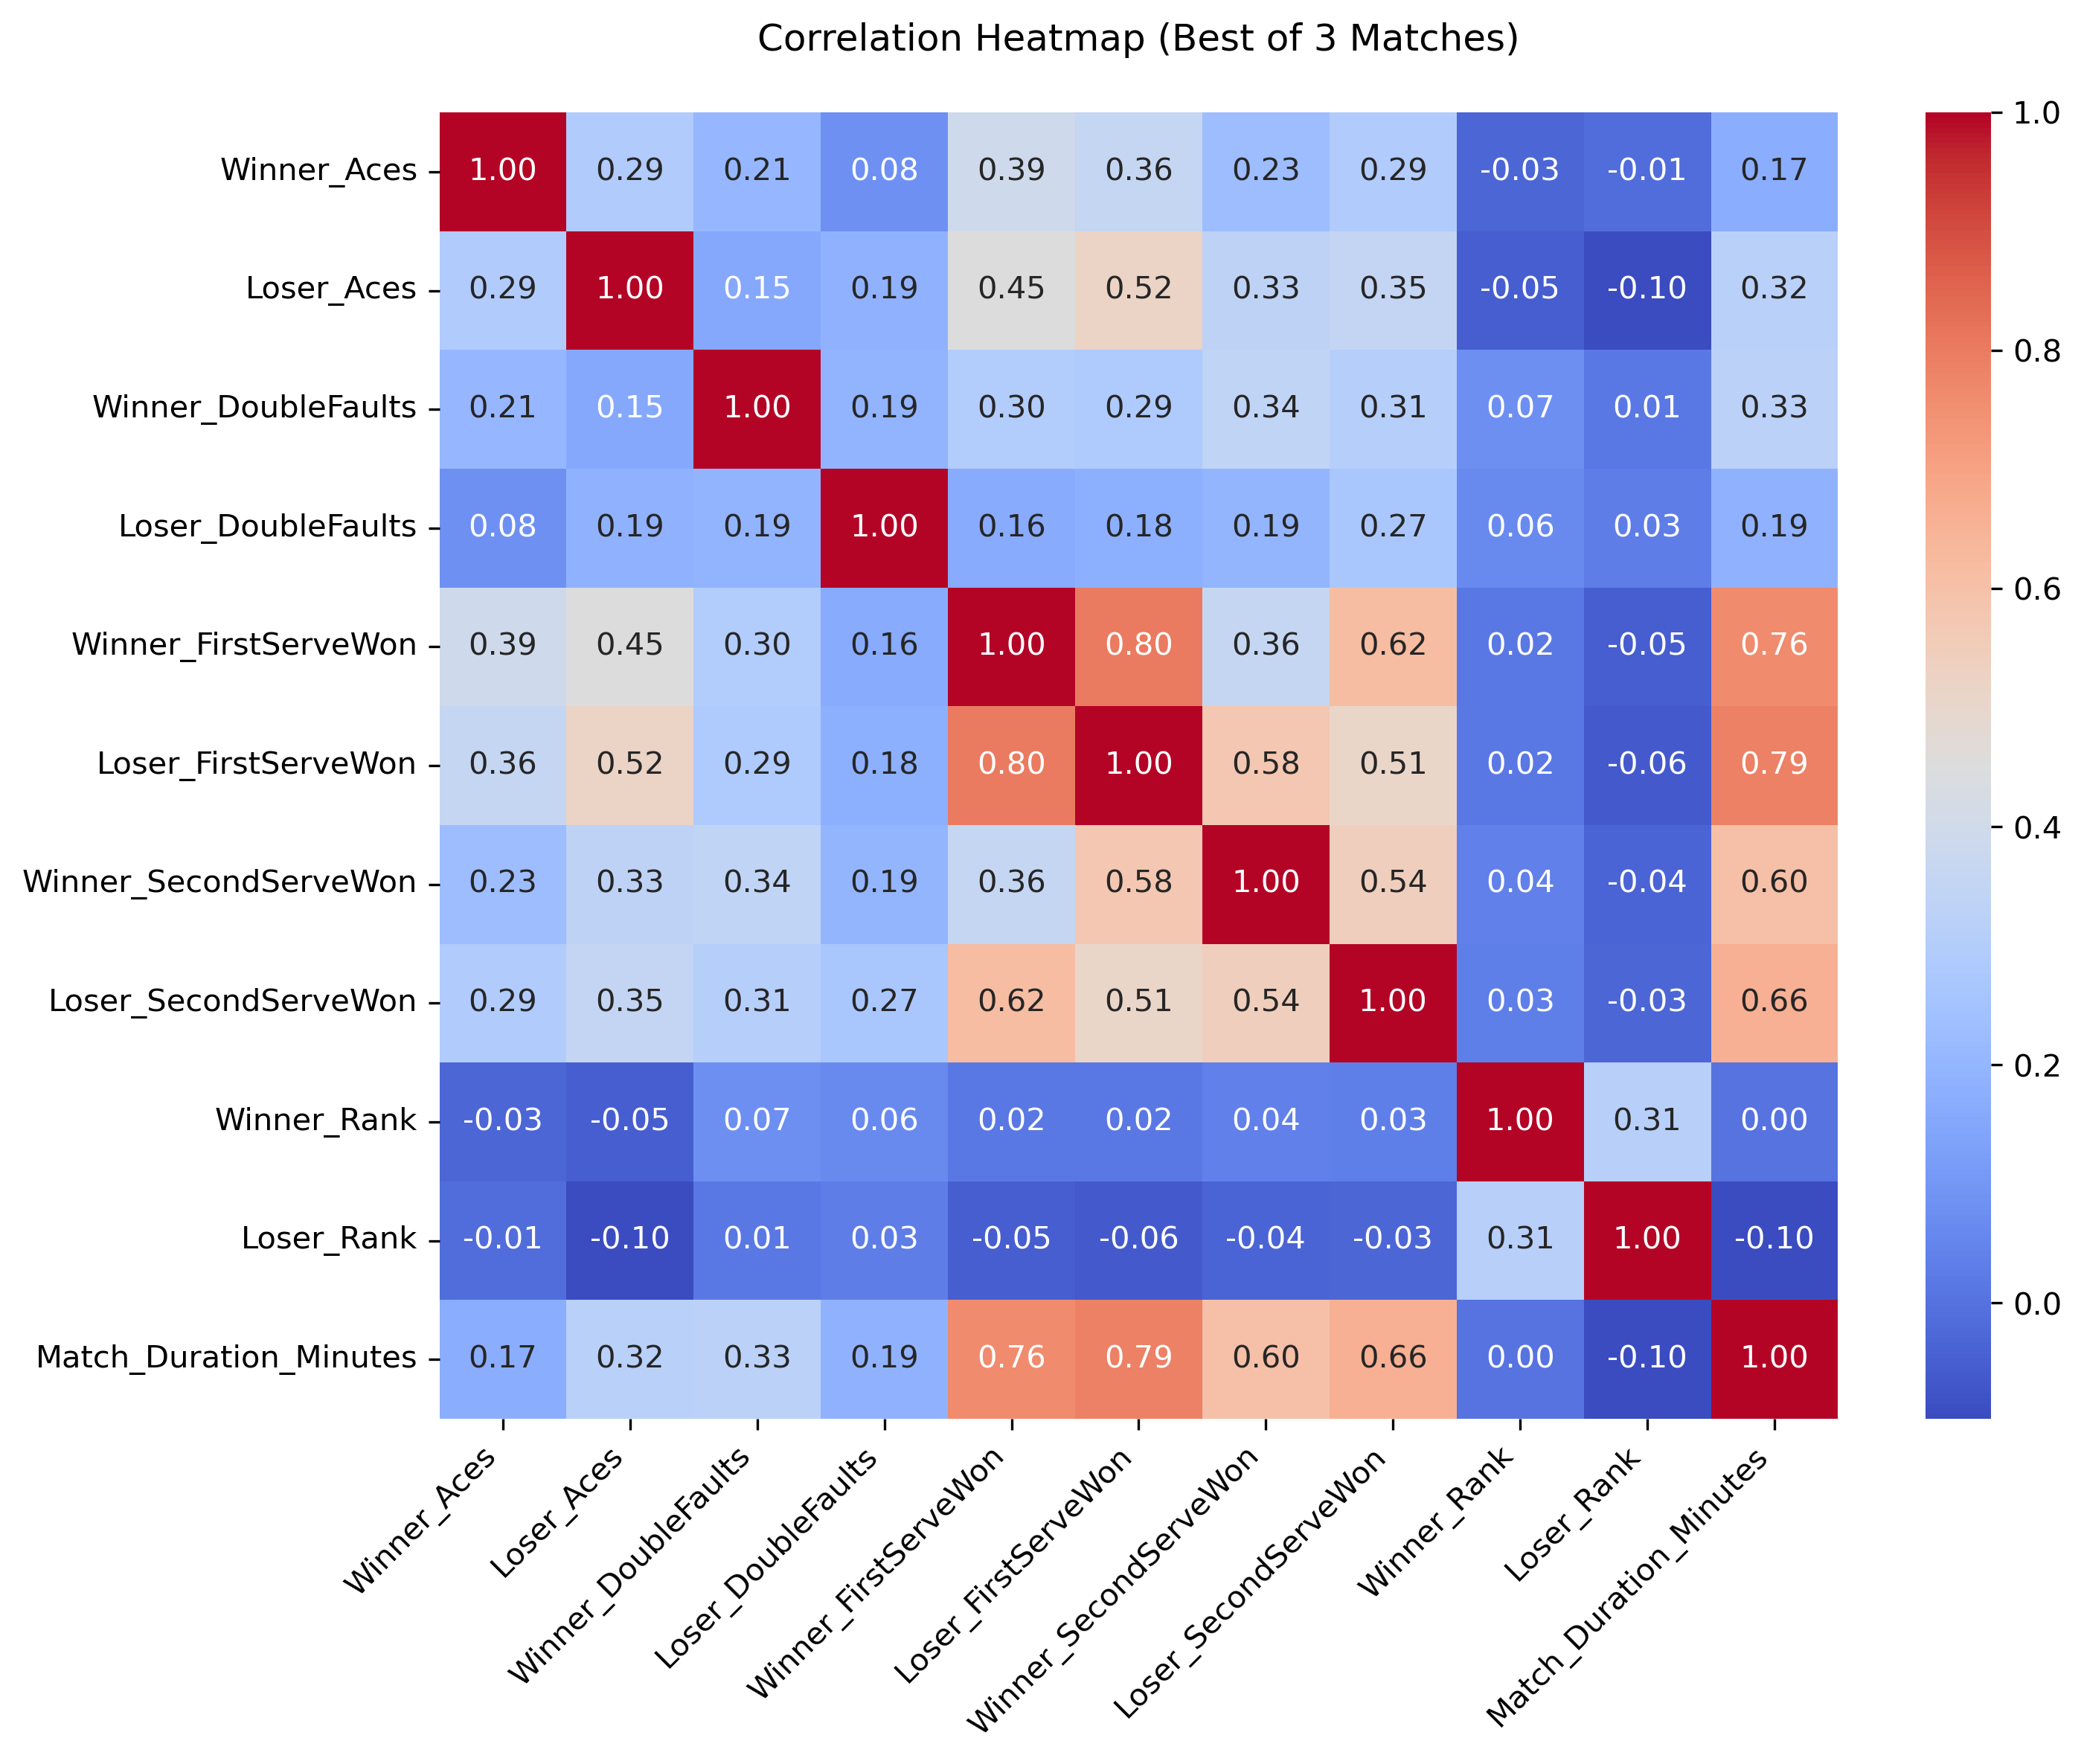 Correlation Heatmap (Best of 3 Matches)
Winner_Aces 1.00 0.29 0.21 0.08 0.39 0.36 0.23 0.29 -0.03 -0.01 0.17
Loser_Aces 0.29 1.00 0.15 0.19 0.45 0.52 0.33 0.35 -0.05 -0.10 0.32
Winner_DoubleFaults 0.21 0.15 1.00 0.19 0.30 0.29 0.34 0.31 0.07 0.01 0.33
Loser_DoubleFaults 0.08 0.19 0.19 1.00 0.16 0.18 0.19 0.27 0.06 0.03 0.19
Winner_FirstServeWon 0.39 0.45 0.30 0.16 1.00 0.80 0.36 0.62 0.02 -0.05 0.76
Loser_FirstServeWon 0.36 0.52 0.29 0.18 0.80 1.00 0.58 0.51 0.02 -0.06 0.79
Winner_SecondServeWon 0.23 0.33 0.34 0.19 0.36 0.58 1.00 0.54 0.04 -0.04 0.60
Loser_SecondServeWon 0.29 0.35 0.31 0.27 0.62 0.51 0.54 1.00 0.03 -0.03 0.66
Winner_Rank -0.03 -0.05 0.07 0.06 0.02 0.02 0.04 0.03 1.00 0.31 0.00
Loser_Rank -0.01 -0.10 0.01 0.03 -0.05 -0.06 -0.04 -0.03 0.31 1.00 -0.10
Match_Duration_Minutes 0.17 0.32 0.33 0.19 0.76 0.79 0.60 0.66 0.00 -0.10 1.00
Winner_Aces
Loser_Aces
Winner_DoubleFaults
Loser_DoubleFaults
Winner_FirstServeWon
Loser_FirstServeWon
Winner_SecondServeWon
Loser_SecondServeWon
Winner_Rank
Loser_Rank
Match_Duration_Minutes
1.0
0.8
0.6
0.4
0.2
0.0